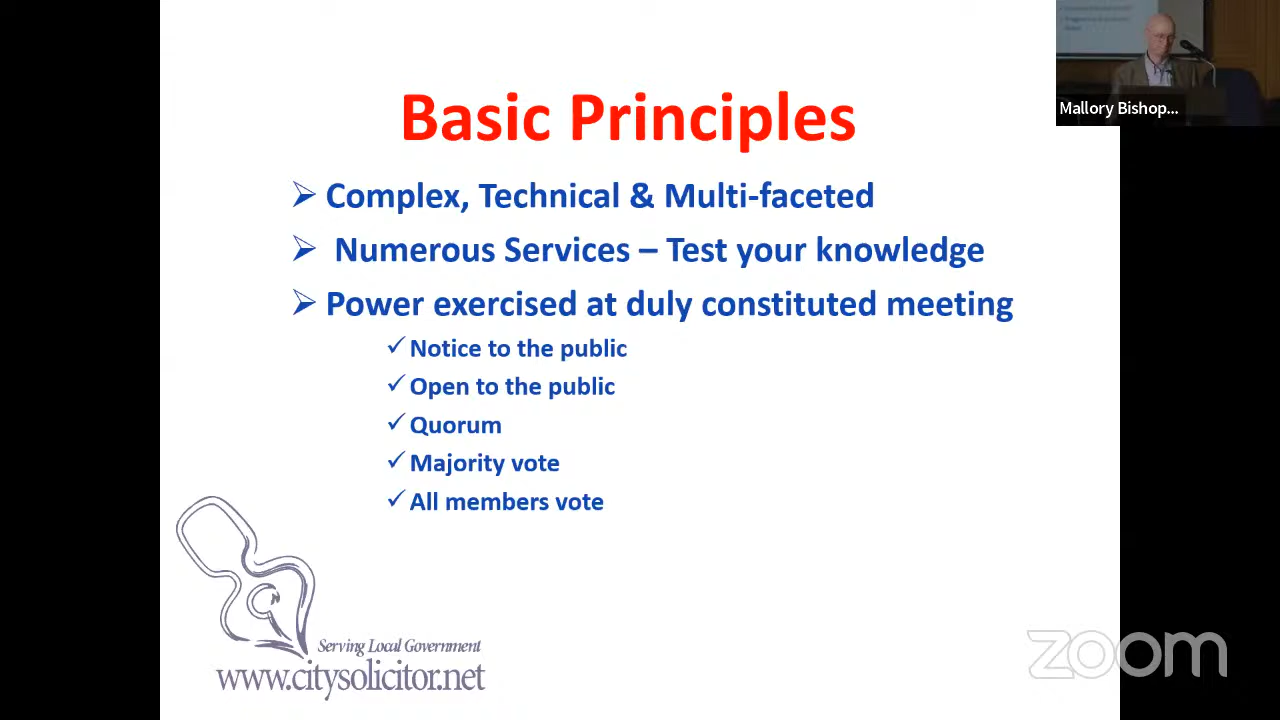 Basic Principles
Complex, Technical & Multi-faceted
Numerous Services – Test your knowledge
Power exercised at duly constituted meeting
Notice to the public
Open to the public
Quorum
Majority vote
All members vote
Serving Local Government
www.citysolicitor.net
Mallory Bishop...
zoom